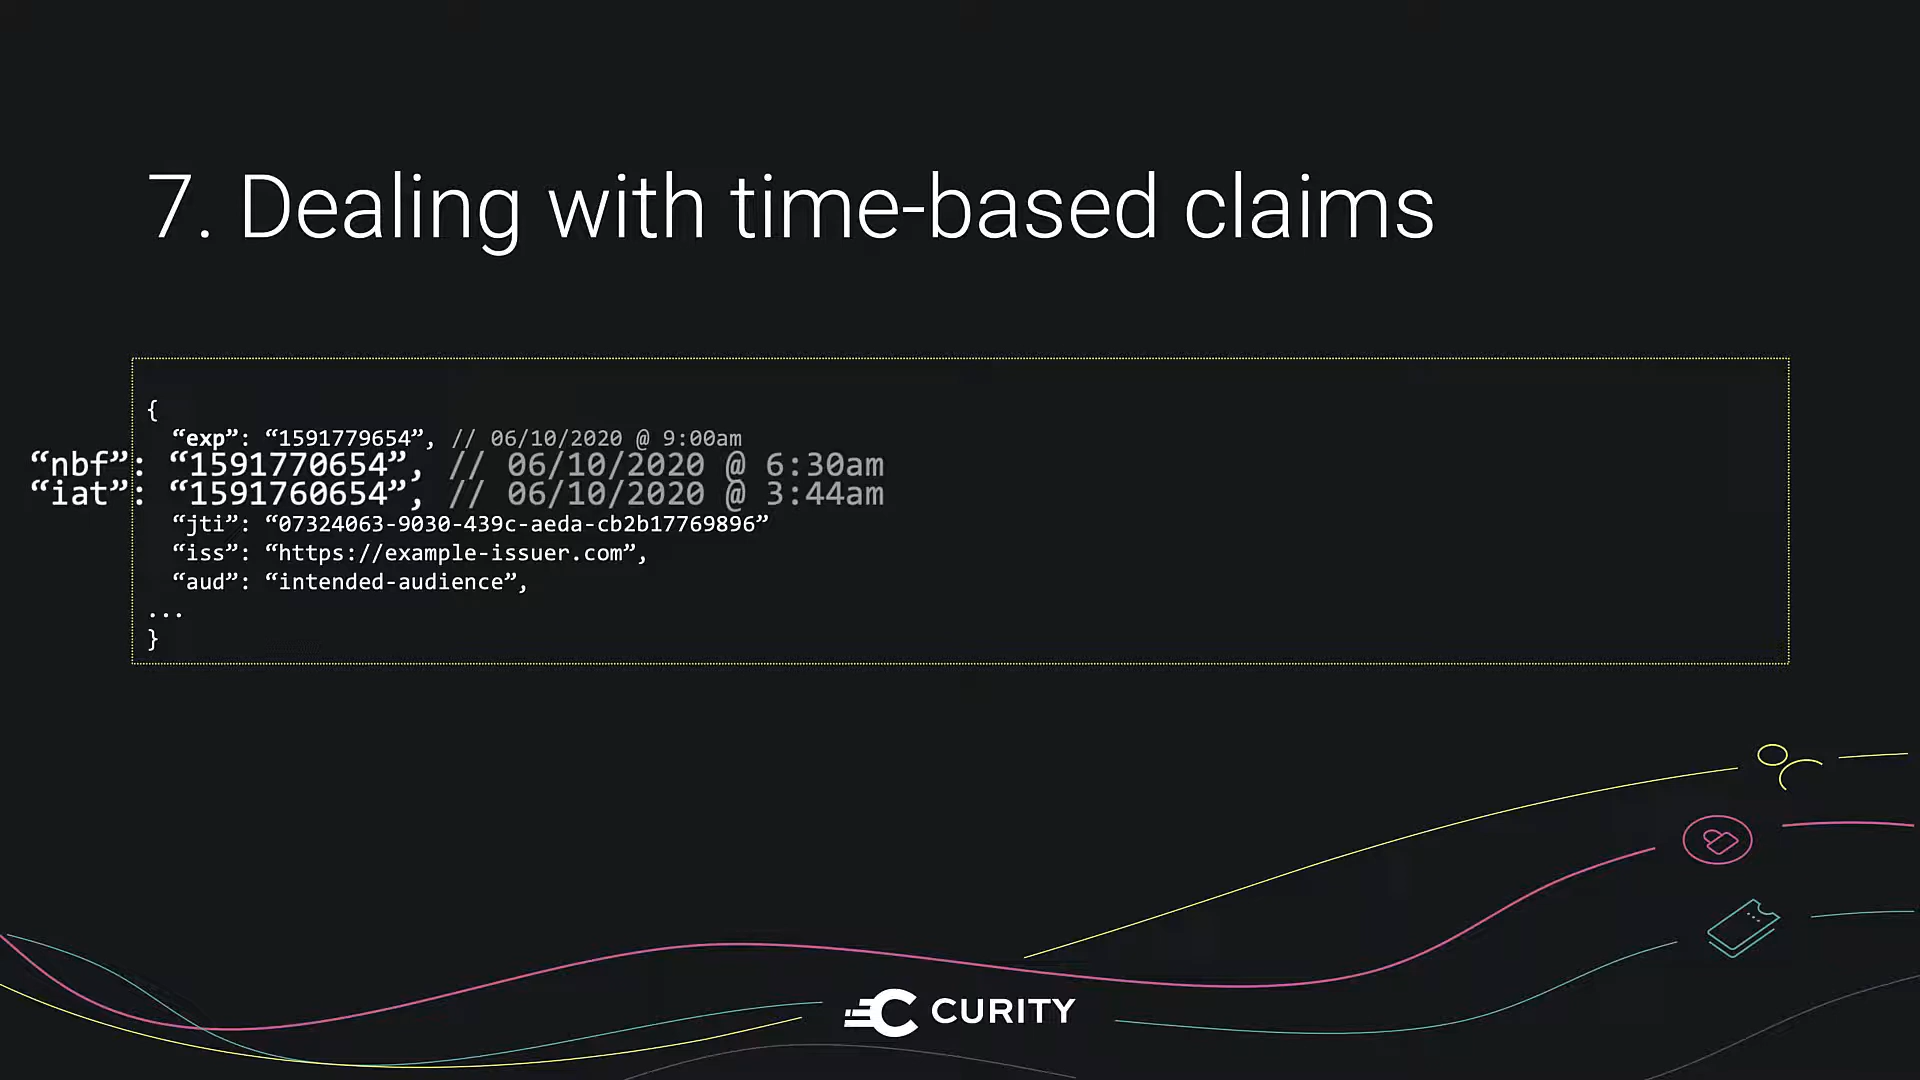 7. Dealing with time-based claims
{
“exp”: “1591779654”, // 06/10/2020 @ 9:00am
“nbf”: “1591770654”, // 06/10/2020 @ 6:30am
“iat”: “1591760654”, // 06/10/2020 @ 3:44am
“jti”: “07324063-9030-439c-aeda-cb2b17769896”
“iss”: “https://example-issuer.com”,
“aud”: “intended-audience”,
...
}
CURITY